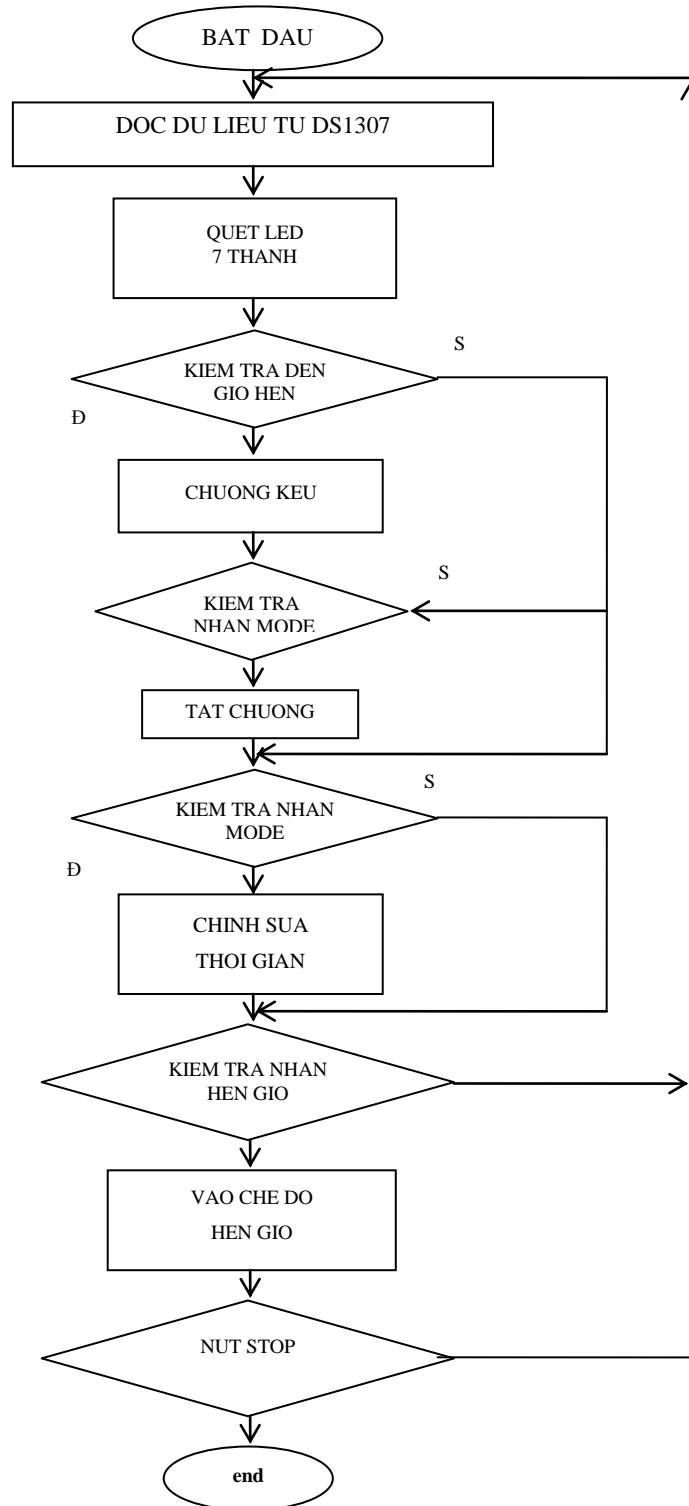 BAT DAU
DOC DU LIEU TU DS1307
QUET LED
7 THANH
S
KIEM TRA DEN
GIO HEN
Đ
CHUONG KEU
S
KIEM TRA
NHAN MODE
TAT CHUONG
S
KIEM TRA NHAN
MODE
Đ
CHINH SUA
THOI GIAN
KIEM TRA NHAN
HEN GIO
VAO CHE DO
HEN GIO
NUT STOP
end